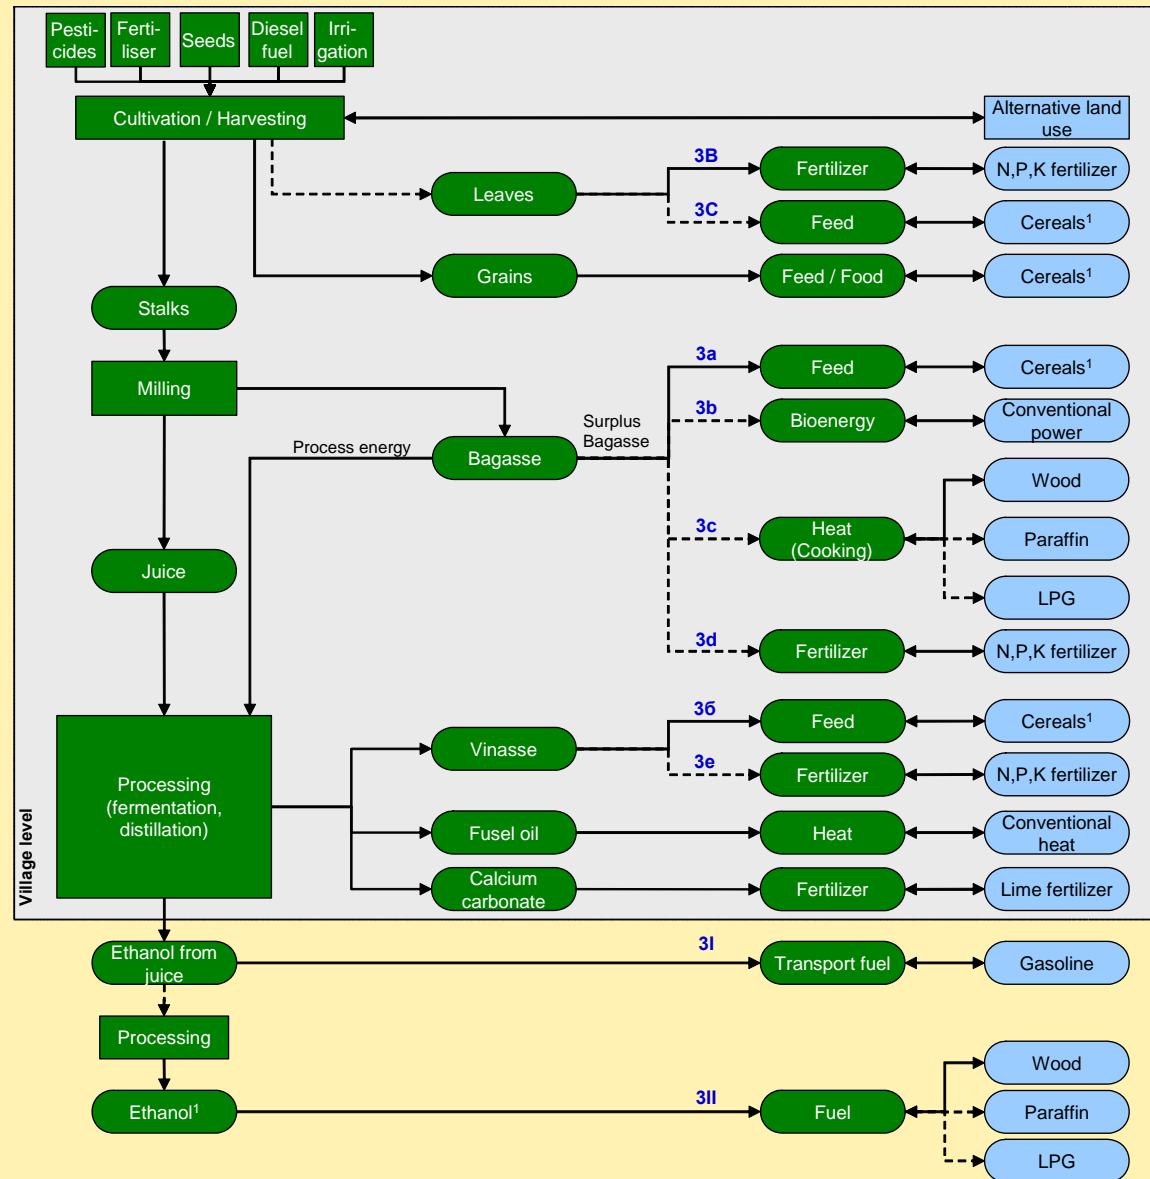 Pesti-
cides
Ferti-
liser
Seeds
Diesel
fuel
Irri-
gation
Cultivation / Harvesting
Alternative land
use
3B
Fertilizer
N,P,K fertilizer
Leaves
3C
Feed
Cereals¹
Grains
Feed / Food
Cereals¹
Stalks
3a
Feed
Cereals¹
Milling
3b
Bioenergy
Conventional
power
Surplus
Bagasse
Process energy
Bagasse
Wood
3c
Heat
(Cooking)
Paraffin
Juice
LPG
3d
Fertilizer
N,P,K fertilizer
3б
Feed
Cereals¹
Vinasse
3e
Fertilizer
N,P,K fertilizer
Processing
(fermentation,
distillation)
Fusel oil
Heat
Conventional
heat
Calcium
carbonate
Fertilizer
Lime fertilizer
Village level
Ethanol from
juice
3I
Transport fuel
Gasoline
Processing
Wood
Ethanol¹
3II
Fuel
Paraffin
LPG